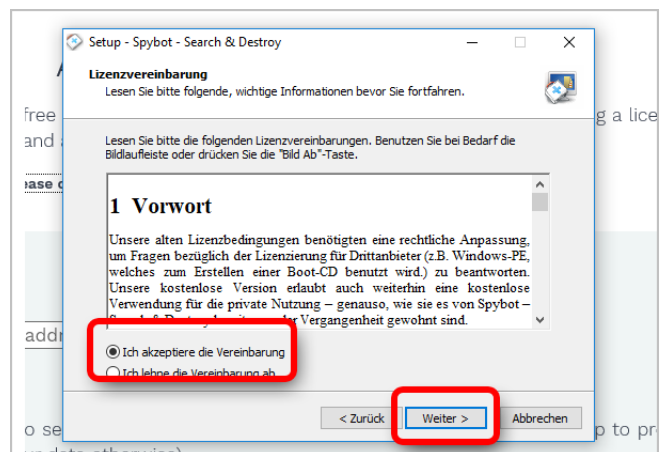 Setup - Spybot - Search & Destroy
Lizenzvereinbarung
Lesen Sie bitte folgende, wichtige Informationen bevor Sie fortfahren.
free
g a lice
and
Lesen Sie bitte die folgenden Lizenzvereinbarungen. Benutzen Sie bei Bedarf die
Bildlaufleiste oder drücken Sie die "Bild Ab"-Taste.
ease
1 Vorwort
Unsere alten Lizenzbedingungen benötigten eine rechtliche Anpassung,
um Fragen bezüglich der Lizenzierung für Drittanbieter (z.B. Windows-PE,
welches zum Erstellen einer Boot-CD benutzt wird.) zu beantworten.
Unsere kostenlose Version erlaubt auch weiterhin eine kostenlose
Verwendung für die private Nutzung – genauso, wie sie es von Spybot –
Vergangenheit gewohnt sind.
addr
Ich akzeptiere die Vereinbarung
Ich lehne die Vereinbarung ab
< Zurück
Weiter >
Abbrechen
o se
p to pr
otherwise)